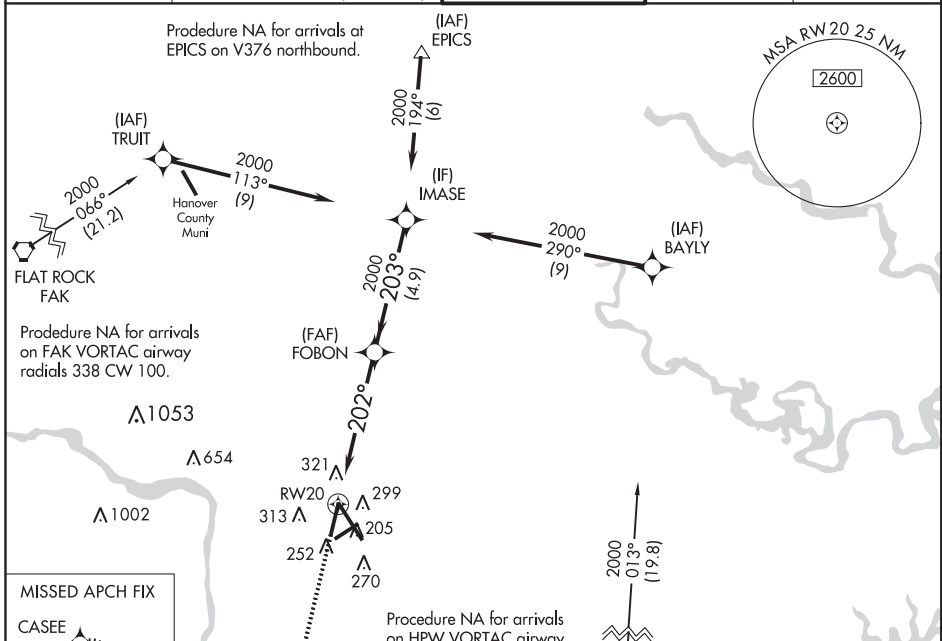 Prodedure NA for arrivals at
EPICS on V376 northbound.
(IAF)
EPICS
MSA RW 20 25 NM
2600
2000
194°
(6)
(IAF)
TRUIT
2000
113°
(9)
(IF)
IMASE
2000
066°
(21.2)
Hanover
County
Muni
(IAF)
BAYLY
2000
290°
(9)
FLAT ROCK
FAK
2000
203°
(4.9)
Prodedure NA for arrivals
on FAK VORTAC airway
radials 338 CW 100.
(FAF)
FOBON
202°
1053
654
321
RW20
299
1002
313
205
252
270
2000
013°
(19.8)
MISSED APCH FIX
CASEE
Procedure NA for arrivals
on HPW VORTAC airway